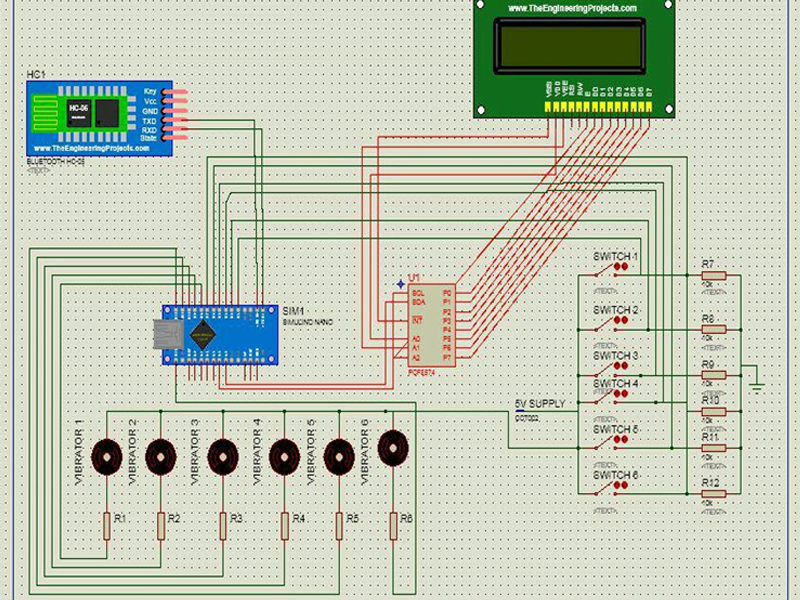 www.TheEngineeringProjects.com
VSS
VDD
VEE
RS
RW
E
D0
D1
D2
D3
D4
D5
D6
D7
HC1
HC-05
Key
Vcc
GND
TXD
RXD
State
www.TheEngineeringProjects.com
BLUETOOTH HC-05
<TEXT>
SIM1
SIMULINO NANO
U1
SCL
SDA
INT
A0
A1
A2
P0
P1
P2
P3
P4
P5
P6
P7
PCF8574
SWITCH 1
<TEXT>
SWITCH 2
<TEXT>
SWITCH 3
<TEXT>
SWITCH 4
<TEXT>
SWITCH 5
<TEXT>
SWITCH 6
<TEXT>
R7
10k
<TEXT>
R8
10k
<TEXT>
R9
10k
<TEXT>
R10
10k
<TEXT>
R11
10k
<TEXT>
R12
10k
<TEXT>
5V SUPPLY
VIBRATOR 1
VIBRATOR 2
VIBRATOR 3
VIBRATOR 4
VIBRATOR 5
VIBRATOR 6
R1
R2
R3
R4
R5
R6